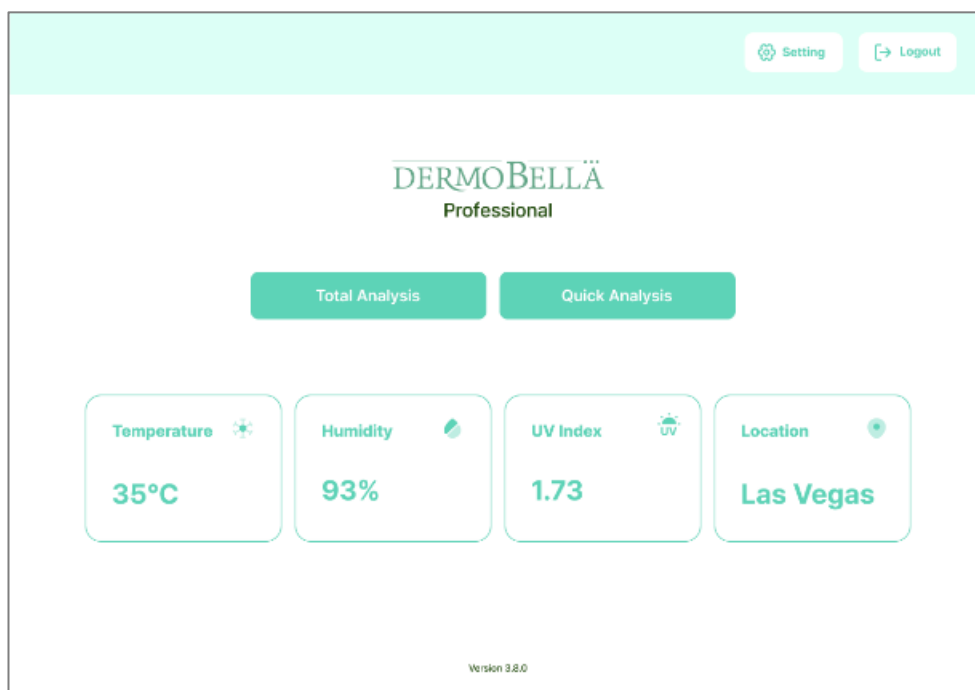 Setting
Logout
DERMOBELLÄ
Professional
Total Analysis
Quick Analysis
Temperature
Humidity
UV Index
UV
Location
35°C
93%
1.73
Las Vegas
Version 3.8.0